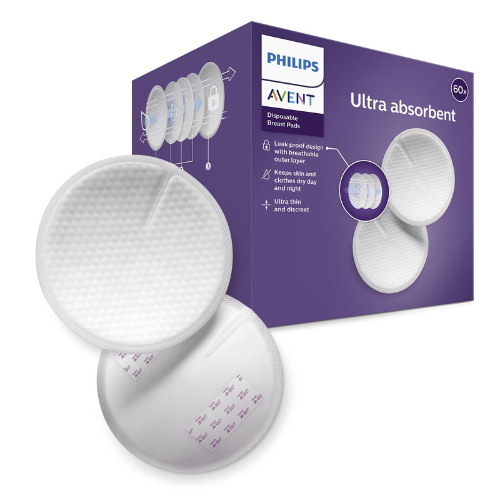 PHILIPS
AVENT
Disposable
Breast Pads
60x
Ultra absorbent
Leak proof design
with breathable
outer layer
Keeps skin and
clothes dry day
and night
Ultra thin
and discreet